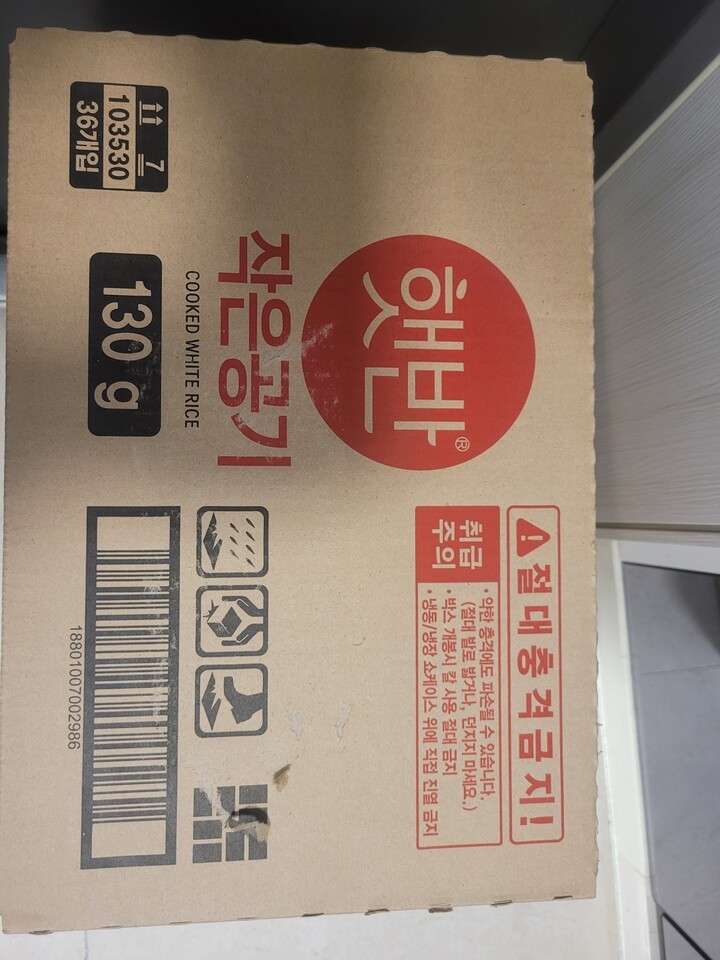 햇반®
작은공기
COOKED WHITE RICE
130 g
7
103530
36개입
절대충격금지!
취급
주의
· 약한 충격에도 파손될 수 있습니다.
(절대 발로 밟거나, 던지지 마세요.)
· 박스 개봉시 칼 사용 절대 금지
· 냉동/냉장 쇼케이스 위에 직접 진열 금지
18801007002986